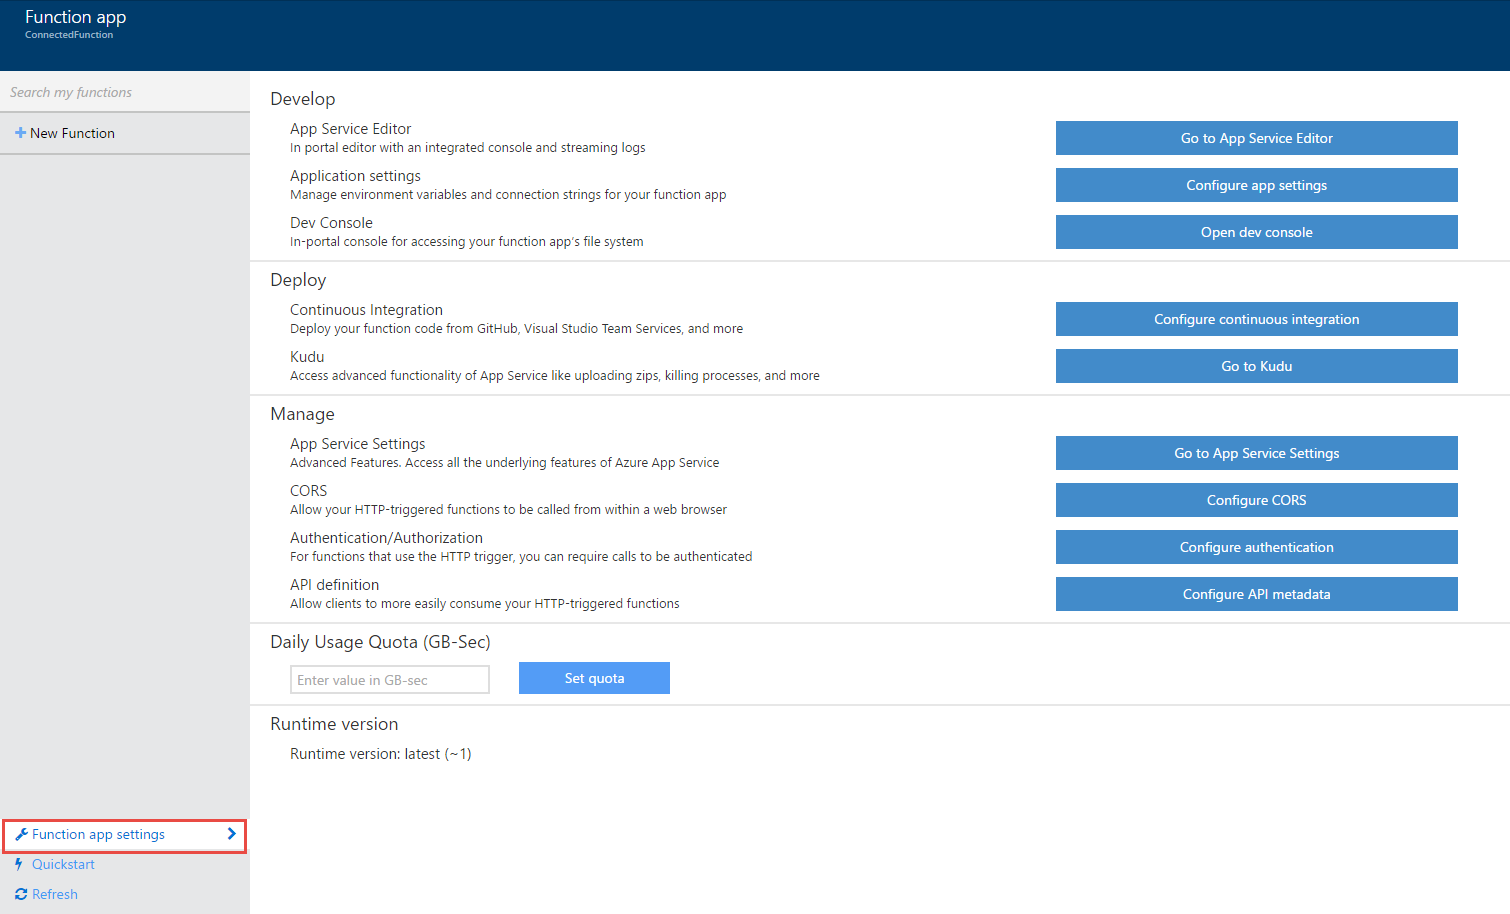 Function app
ConnectedFunction
Search my functions
New Function
Develop
App Service Editor
In portal editor with an integrated console and streaming logs
Go to App Service Editor
Application settings
Manage environment variables and connection strings for your function app
Configure app settings
Dev Console
In-portal console for accessing your function app's file system
Open dev console
Deploy
Continuous Integration
Deploy your function code from GitHub, Visual Studio Team Services, and more
Configure continuous integration
Kudu
Access advanced functionality of App Service like uploading zips, killing processes, and more
Go to Kudu
Manage
App Service Settings
Advanced Features. Access all the underlying features of Azure App Service
Go to App Service Settings
CORS
Allow your HTTP-triggered functions to be called from within a web browser
Configure CORS
Authentication/Authorization
For functions that use the HTTP trigger, you can require calls to be authenticated
Configure authentication
API definition
Allow clients to more easily consume your HTTP-triggered functions
Configure API metadata
Daily Usage Quota (GB-Sec)
Enter value in GB-sec
Set quota
Runtime version
Runtime version: latest (~1)
Function app settings
Quickstart
Refresh